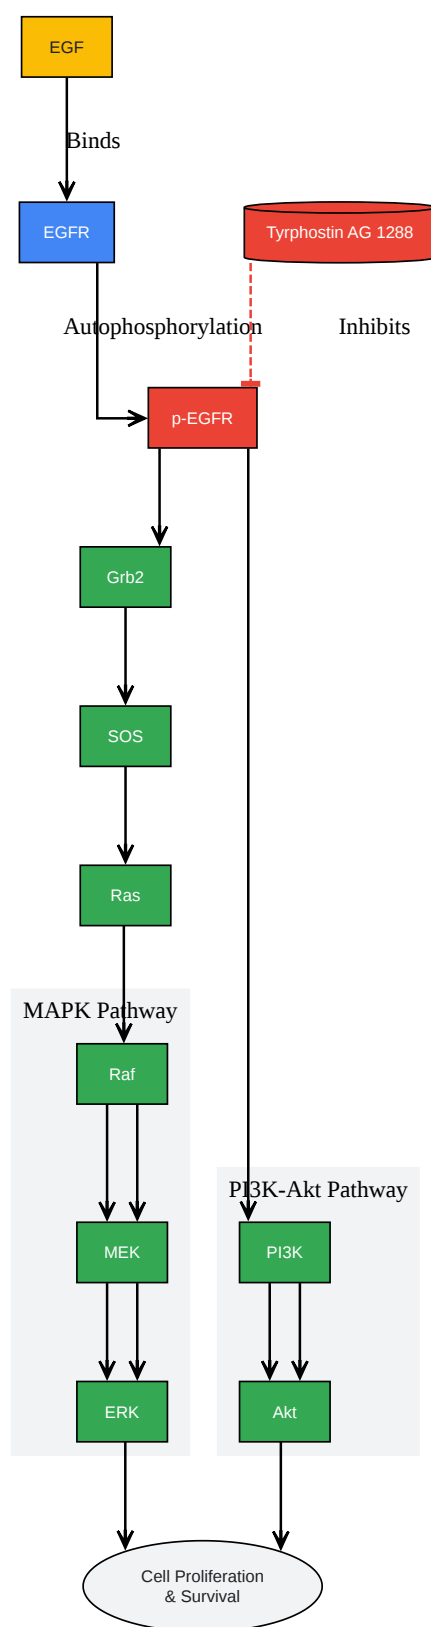 EGF
Binds
EGFR
Tyrphostin AG 1288
Autophosphorylation
Inhibits
p-EGFR
Grb2
SOS
Ras
MAPK Pathway
Raf
PI3K-Akt Pathway
MEK
PI3K
ERK
Akt
Cell Proliferation
& Survival